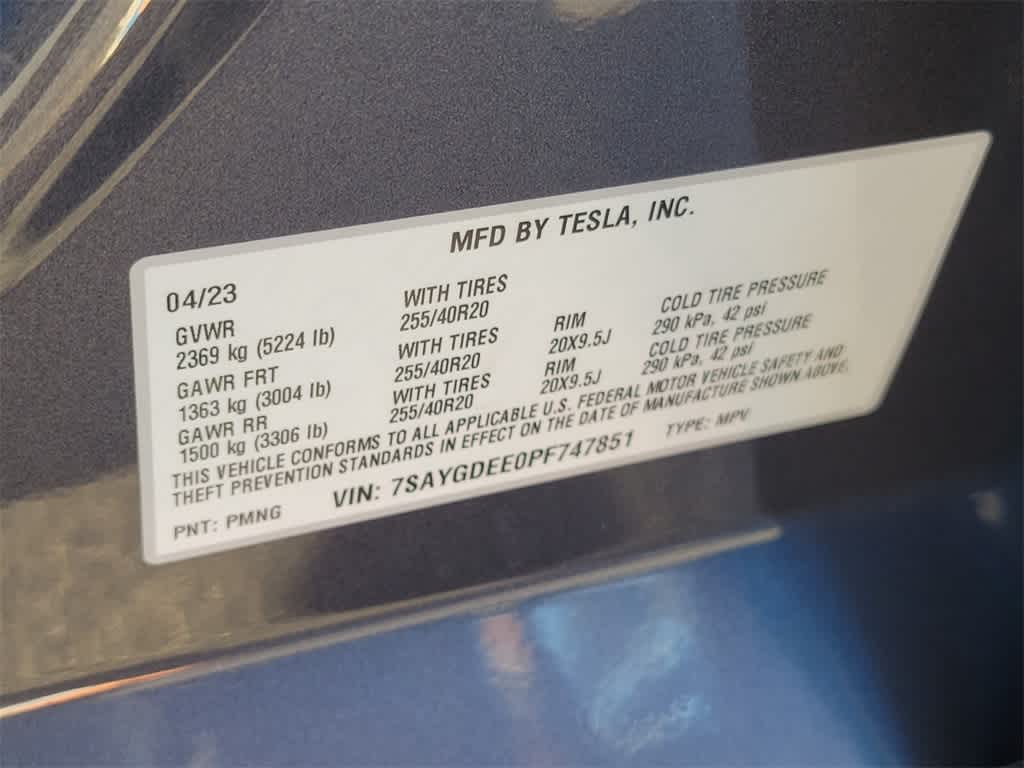 MFD BY TESLA, INC.
04/23
GVWR
2369 kg (5224 lb)
WITH TIRES
255/40R20
GAWR FRT
1363 kg (3004 lb)
WITH TIRES
255/40R20
RIM
20X9.5J
COLD TIRE PRESSURE
290 kPa, 42 psi
GAWR RR
1500 kg (3306 lb)
WITH TIRES
255/40R20
RIM
20X9.5J
COLD TIRE PRESSURE
290 kPa, 42 psi
THIS VEHICLE CONFORMS TO ALL APPLICABLE U.S. FEDERAL MOTOR VEHICLE SAFETY AND
THEFT PREVENTION STANDARDS IN EFFECT ON THE DATE OF MANUFACTURE SHOWN ABOVE.
PNT: PMNG
VIN: 7SAYGDEE0PF747851
TYPE: MPV